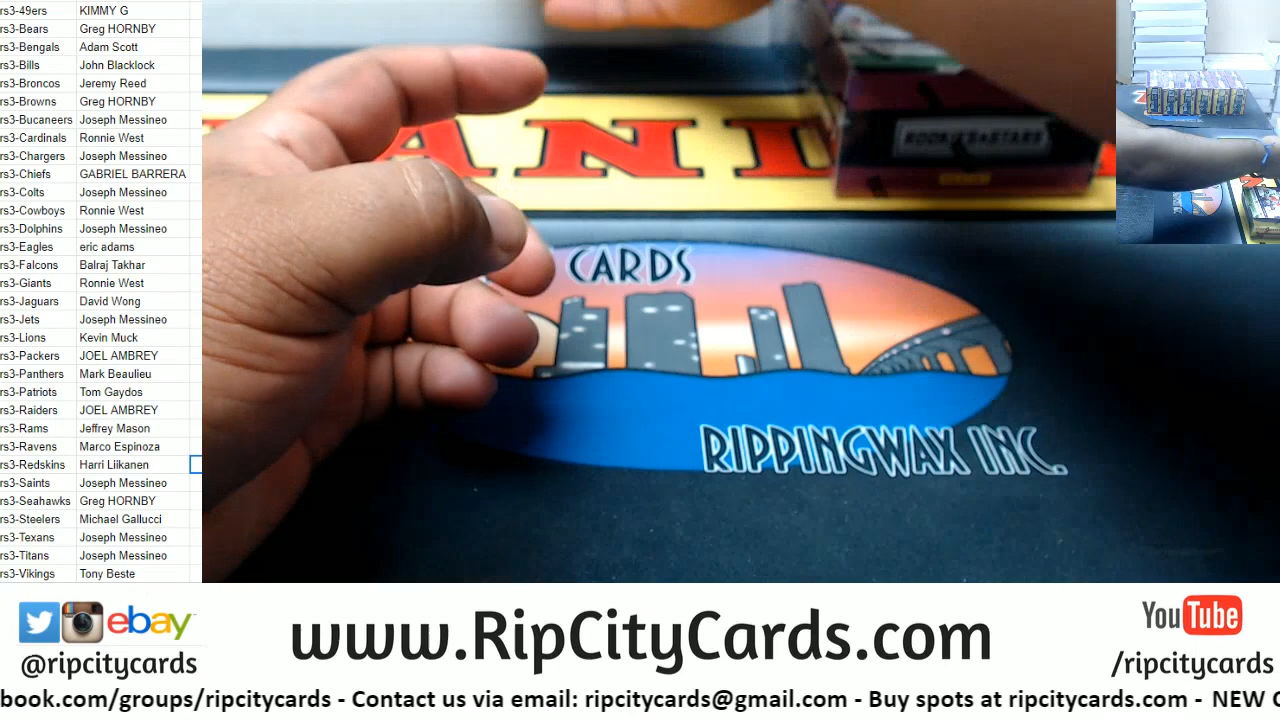 rs3-49ers KIMMY G
rs3-Bears Greg HORNBY
rs3-Bengals Adam Scott
rs3-Bills John Blacklock
rs3-Broncos Jeremy Reed
rs3-Browns Greg HORNBY
rs3-Bucaneers Joseph Messineo
rs3-Cardinals Ronnie West
rs3-Chargers Joseph Messineo
rs3-Chiefs GABRIEL BARRERA
rs3-Colts Joseph Messineo
rs3-Cowboys Ronnie West
rs3-Dolphins Joseph Messineo
rs3-Eagles eric adams
rs3-Falcons Balraj Takhar
rs3-Giants Ronnie West
rs3-Jaguars David Wong
rs3-Jets Joseph Messineo
rs3-Lions Kevin Muck
rs3-Packers JOEL AMBREY
rs3-Panthers Mark Beaulieu
rs3-Patriots Tom Gaydos
rs3-Raiders JOEL AMBREY
rs3-Rams Jeffrey Mason
rs3-Ravens Marco Espinoza
rs3-Redskins Harri Liikanen
rs3-Saints Joseph Messineo
rs3-Seahawks Greg HORNBY
rs3-Steelers Michael Gallucci
rs3-Texans Joseph Messineo
rs3-Titans Joseph Messineo
rs3-Vikings Tony Beste
ANI
ROOKIES & STARS
CARDS
RIPPINGWAX INC.
ebay
@ripcitycards
www.RipCityCards.com
YouTube
/ripcitycards
book.com/groups/ripcitycards - Contact us via email: ripcitycards@gmail.com - Buy spots at ripcitycards.com - NEW